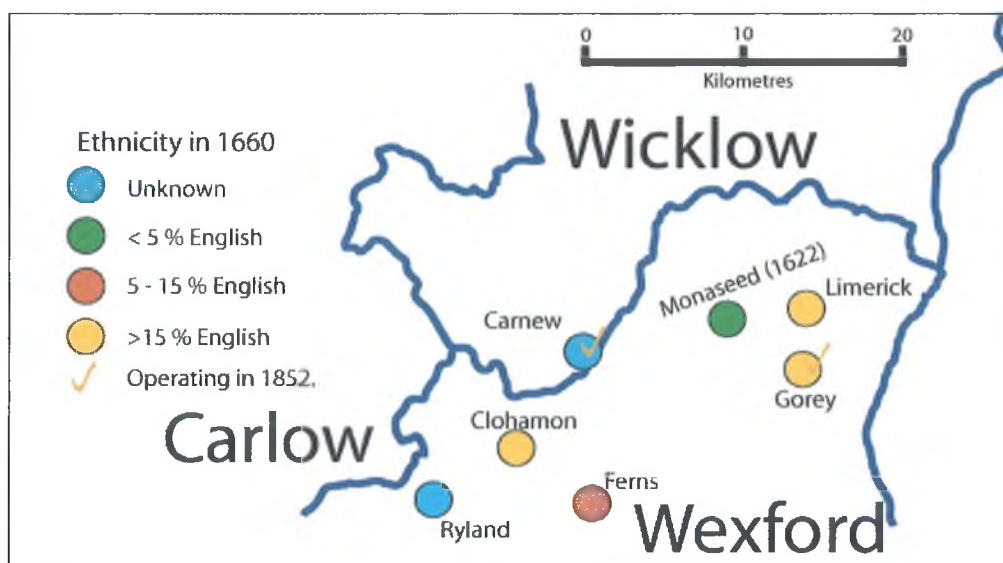 0 10 20
Kilometres
Wicklow
Ethnicity in 1660
Unknown
< 5 % English
5 - 15 % English
>15 % English
Operating in 1852.
Monaseed (1622)
Limerick
Carnew
Gorey
Carlow
Clohamon
Ferns
Ryland
Wexford